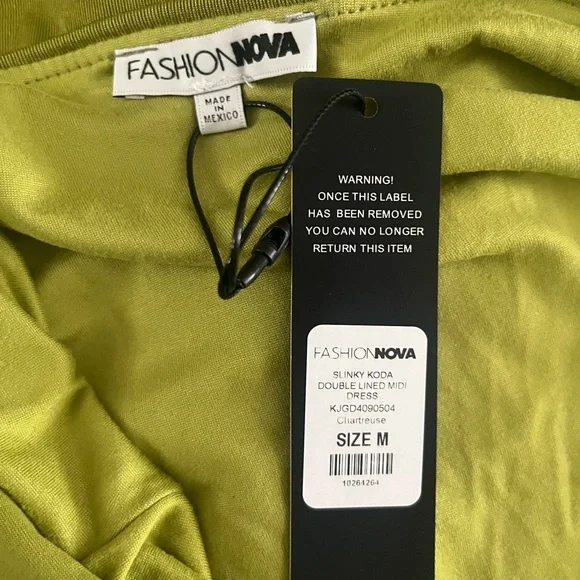 FASHIONNOVA
MADE
IN
MEXICO
WARNING!
ONCE THIS LABEL
HAS BEEN REMOVED
YOU CAN NO LONGER
RETURN THIS ITEM
FASHIONNOVA
SLINKY KODA
DOUBLE LINED MIDI
DRESS
KJGD4090504
Chartreuse
SIZE M
10264204